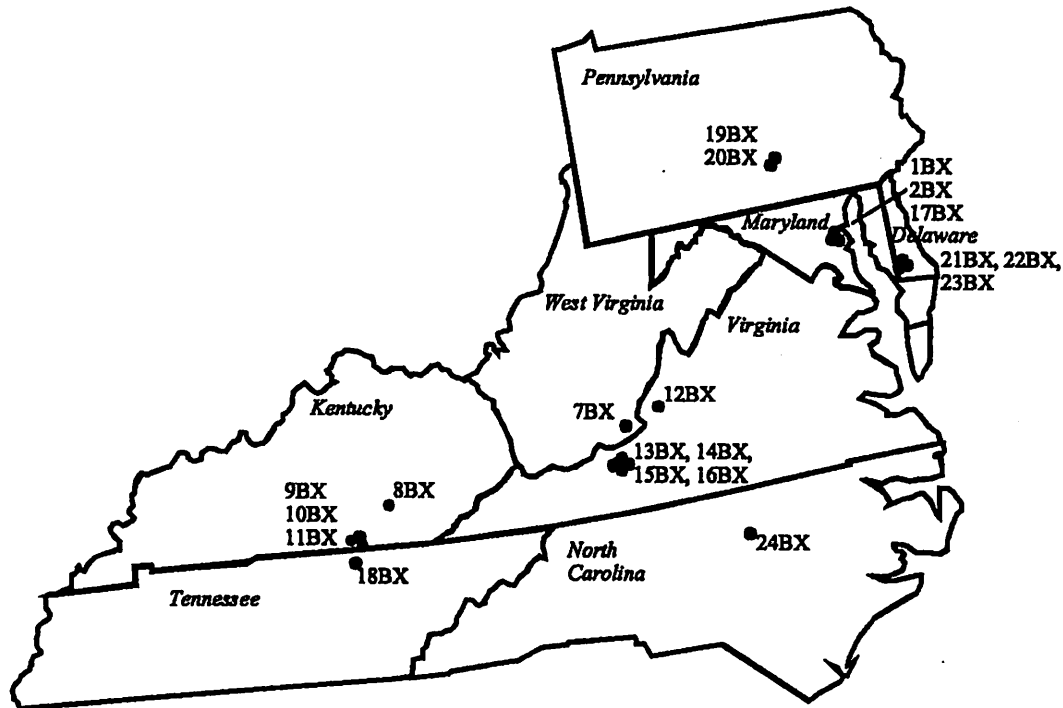 Pennsylvania
19BX
20BX
1BX
2BX
17BX
Maryland
Delaware
21BX, 22BX,
23BX
West Virginia
Virginia
Kentucky
12BX
7BX
13BX, 14BX,
15BX, 16BX
9BX
8BX
10BX
11BX
24BX
18BX
North
Carolina
Tennessee